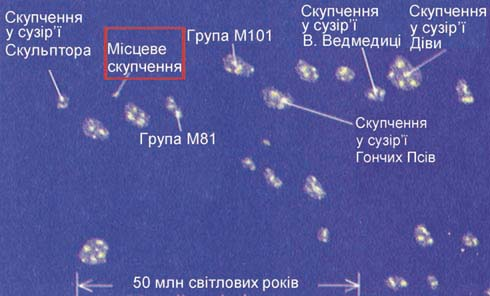 Скупчення
у сузір'ї
Скульптора
Місцеве
скупчення
Група М101
Скупчення
у сузір'ї
В. Ведмедиці
Скупчення
у сузір'ї
Діви
Група М81
Скупчення
у сузір'ї
Гончих Псів
50 млн світлових років